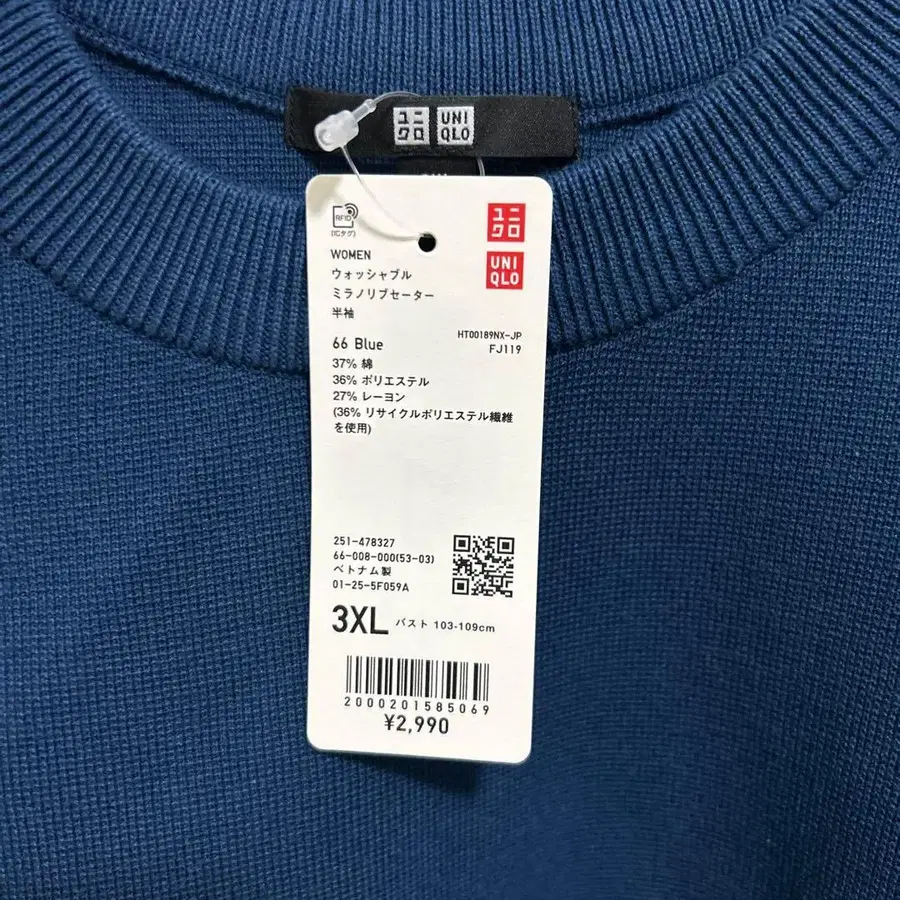 ユニ
クロ
UNI
QLO
RFID
(ICタグ)
ユニ
クロ
UNI
QLO
WOMEN
ウォッシャブル
ミラノリブセーター
半袖
HT00189NX-JP
66 Blue
FJ119
37% 綿
36% ポリエステル
27% レーヨン
(36% リサイクルポリエステル繊維
を使用)
251-478327
66-008-000(53-03)
ベトナム製
01-25-5F059A
3XL バスト 103-109cm
2000201585069
¥2,990